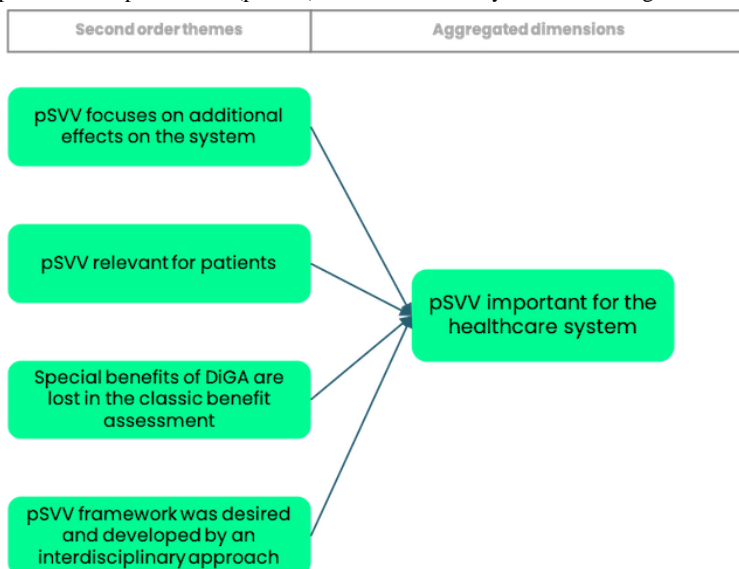 Second order themes
Aggregated dimensions
pSVV focuses on additional
effects on the system
pSVV relevant for patients
Special benefits of DiGA are
lost in the classic benefit
assessment
pSVV framework was desired
and developed by an
interdisciplinary approach
pSVV important for the
healthcare system